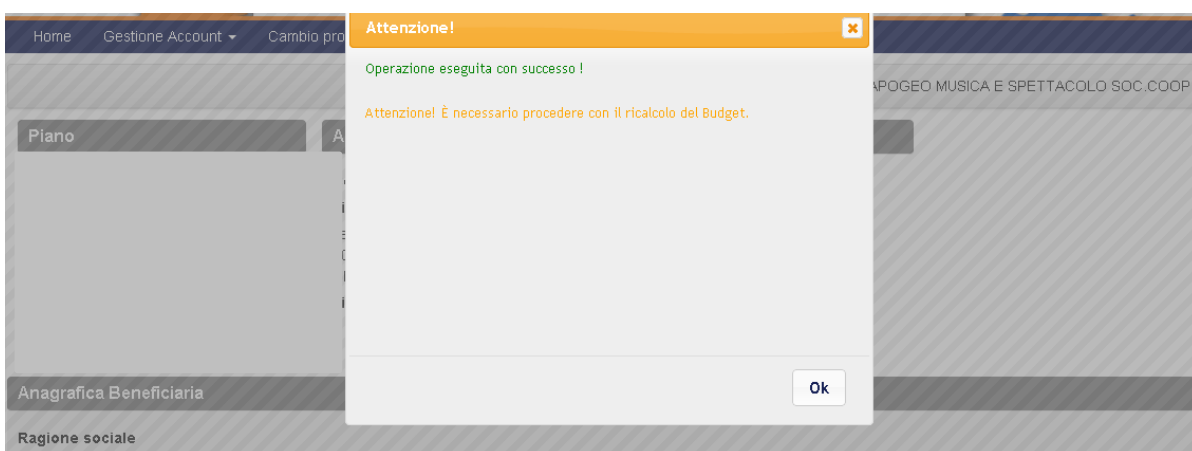 Attenzione!
Home Gestione Account Cambio pro
Operazione eseguita con successo !
APOGEO MUSICA E SPETTACOLO SOC.COOP
Attenzione! È necessario procedere con il ricalcolo del Budget.
Piano A
Ok
Anagrafica Beneficiaria
Ragione sociale